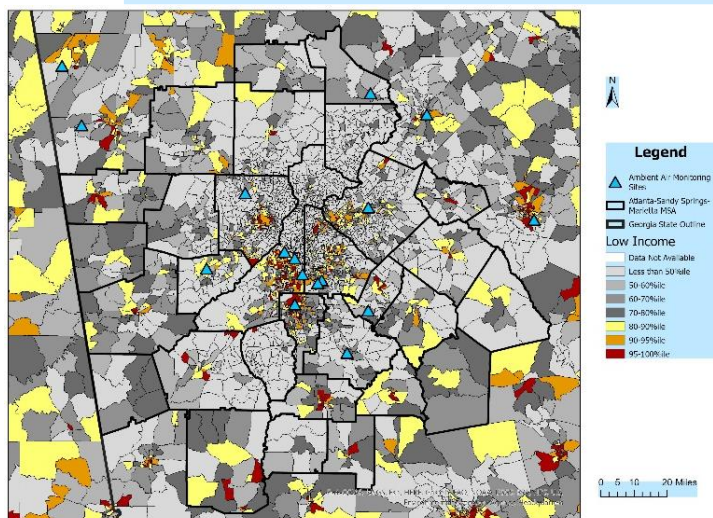 N
Legend
Ambient Air Monitoring
Sites
Atlanta-Sandy Springs-
Marietta MSA
Georgia State Outline
Low Income
Data Not Available
Less than 50%ile
50-60%ile
60-70%ile
70-80%ile
80-90%ile
90-95%ile
95-100%ile
0 5 10 20 Miles